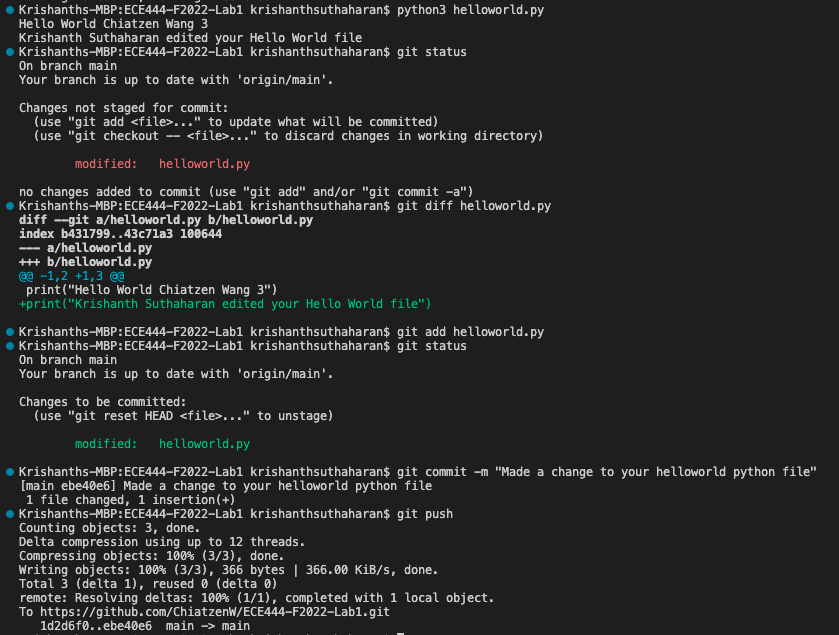 Krishanths-MBP:ECE444-F2022-Lab1 krishanthsuthaharan$ python3 helloworld.py
Hello World Chiatzen Wang 3
Krishanth Suthaharan edited your Hello World file
Krishanths-MBP:ECE444-F2022-Lab1 krishanthsuthaharan$ git status
On branch main
Your branch is up to date with 'origin/main'.
Changes not staged for commit:
(use "git add <file>..." to update what will be committed)
(use "git checkout -- <file>..." to discard changes in working directory)
modified:   helloworld.py
no changes added to commit (use "git add" and/or "git commit -a")
Krishanths-MBP:ECE444-F2022-Lab1 krishanthsuthaharan$ git diff helloworld.py
diff --git a/helloworld.py b/helloworld.py
index b431799..43c71a3 100644
--- a/helloworld.py
+++ b/helloworld.py
@@ -1,2 +1,3 @@
print("Hello World Chiatzen Wang 3")
+print("Krishanth Suthaharan edited your Hello World file")
Krishanths-MBP:ECE444-F2022-Lab1 krishanthsuthaharan$ git add helloworld.py
Krishanths-MBP:ECE444-F2022-Lab1 krishanthsuthaharan$ git status
On branch main
Your branch is up to date with 'origin/main'.
Changes to be committed:
(use "git reset HEAD <file>..." to unstage)
modified:   helloworld.py
Krishanths-MBP:ECE444-F2022-Lab1 krishanthsuthaharan$ git commit -m "Made a change to your helloworld python file"
[main ebe40e6] Made a change to your helloworld python file
1 file changed, 1 insertion(+)
Krishanths-MBP:ECE444-F2022-Lab1 krishanthsuthaharan$ git push
Counting objects: 3, done.
Delta compression using up to 12 threads.
Compressing objects: 100% (3/3), done.
Writing objects: 100% (3/3), 366 bytes | 366.00 KiB/s, done.
Total 3 (delta 1), reused 0 (delta 0)
remote: Resolving deltas: 100% (1/1), completed with 1 local object.
To https://github.com/ChiatzenW/ECE444-F2022-Lab1.git
1d2d6f0..ebe40e6  main -> main